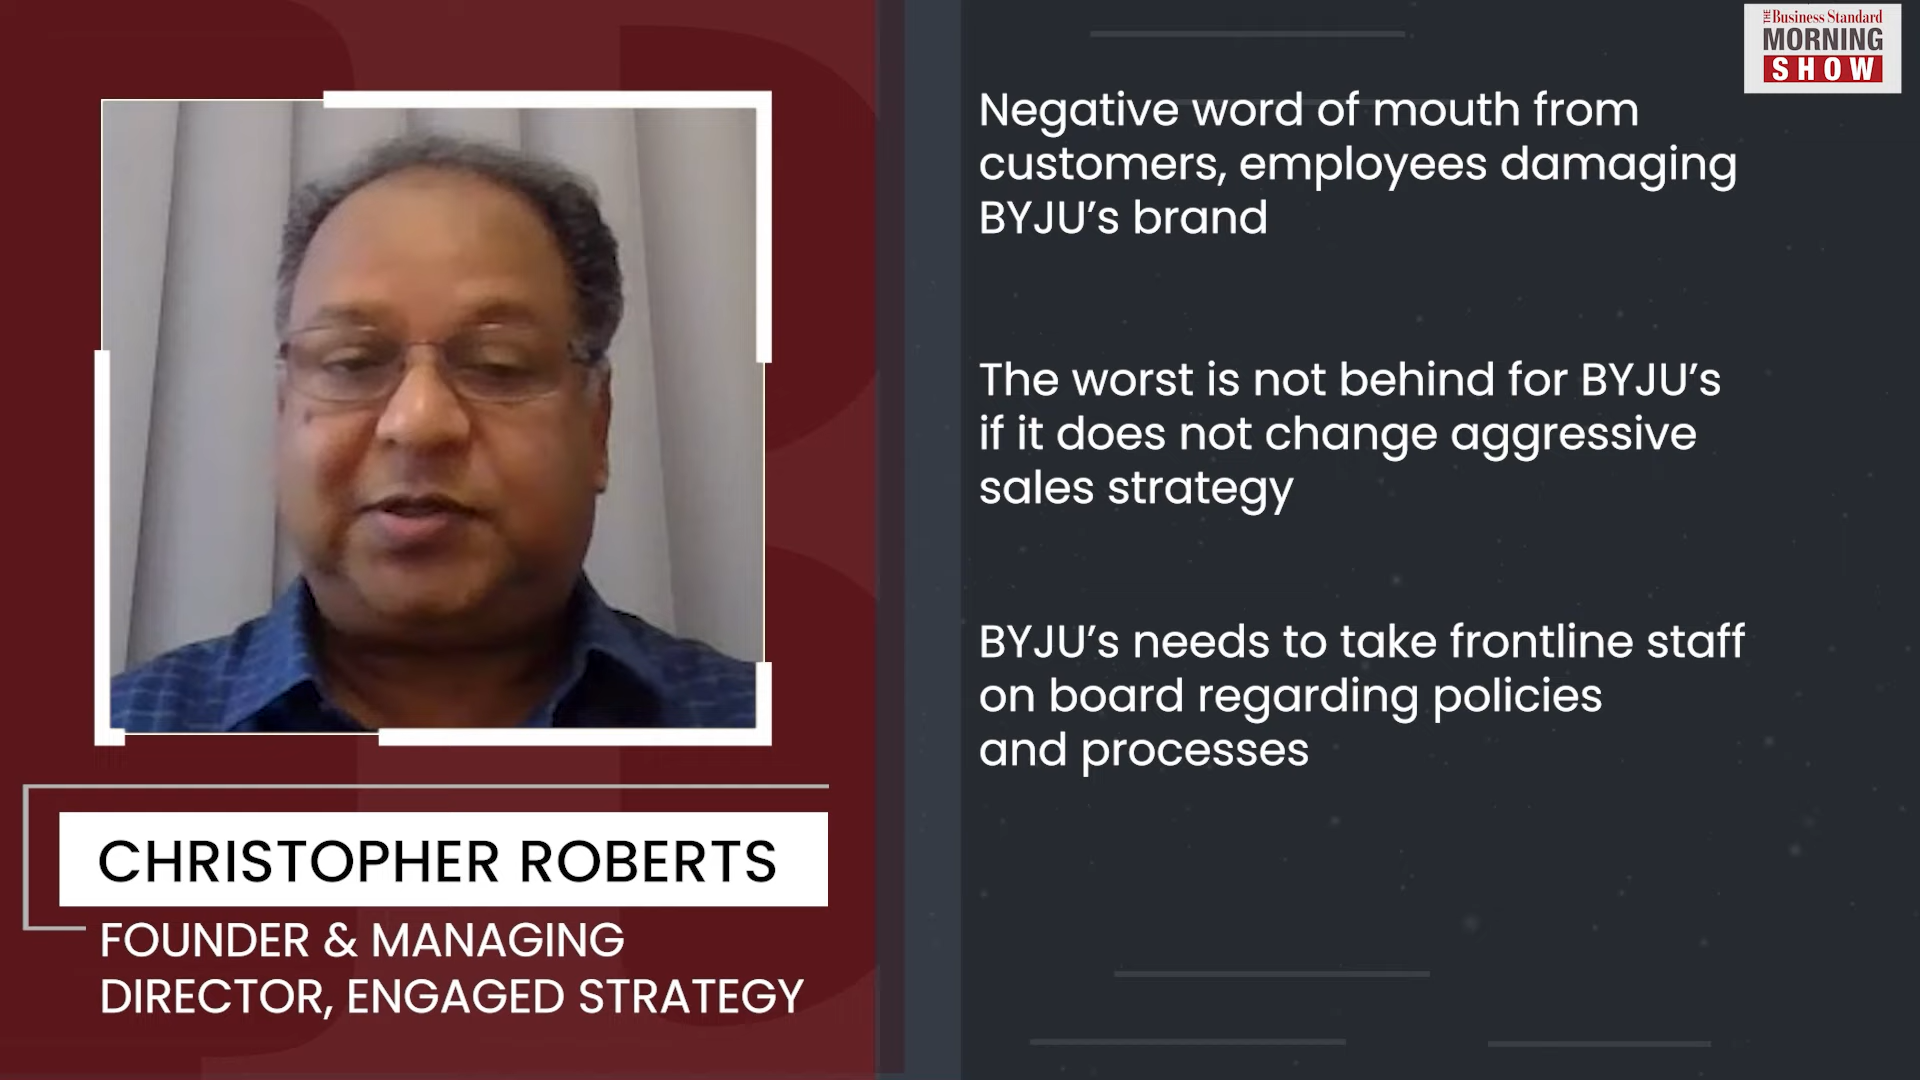 THE Business Standard
MORNING
SHOW
Negative word of mouth from
customers, employees damaging
BYJU’s brand
The worst is not behind for BYJU’s
if it does not change aggressive
sales strategy
BYJU’s needs to take frontline staff
on board regarding policies
and processes
CHRISTOPHER ROBERTS
FOUNDER & MANAGING
DIRECTOR, ENGAGED STRATEGY